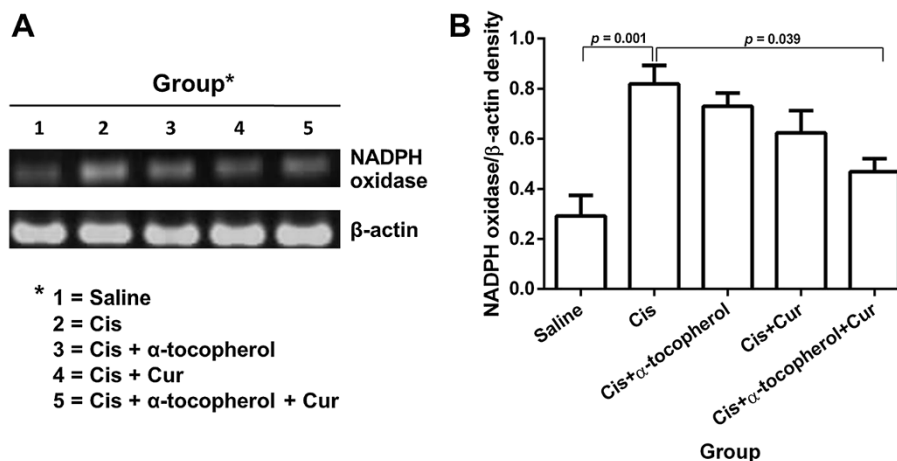 A
Group*
1 2 3 4 5
NADPH
oxidase
β-actin
* 1 = Saline
2 = Cis
3 = Cis + α-tocopherol
4 = Cis + Cur
5 = Cis + α-tocopherol + Cur
B
NADPH oxidase/β-actin density
1.0
0.8
0.6
0.4
0.2
0.0
p = 0.001
p = 0.039
Saline
Cis
Cis+α-tocopherol
Cis+Cur
Cis+α-tocopherol+Cur
Group